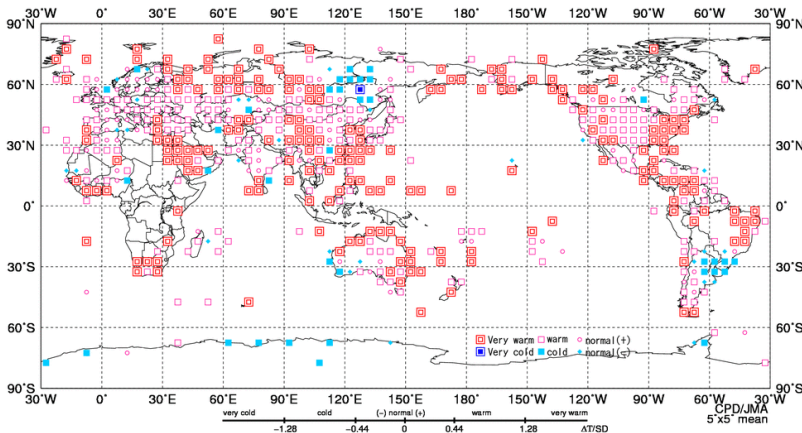 30°W 0° 30°E 60°E 90°E 120°E 150°E 180° 150°W 120°W 90°W 60°W 30°W
90°N 90°N
60°N 60°N
30°N 30°N
0° 0°
30°S 30°S
60°S 60°S
Very warm warm normal(+)
Very cold cold normal(-)
90°S 90°S
30°W 0° 30°E 60°E 90°E 120°E 150°E 180° 150°W 120°W 90°W 60°W 30°W
CPD/JMA
5°x5° mean
very cold cold (-) normal (+) warm very warm
-1.28 -0.44 0 0.44 1.28 ΔT/SD